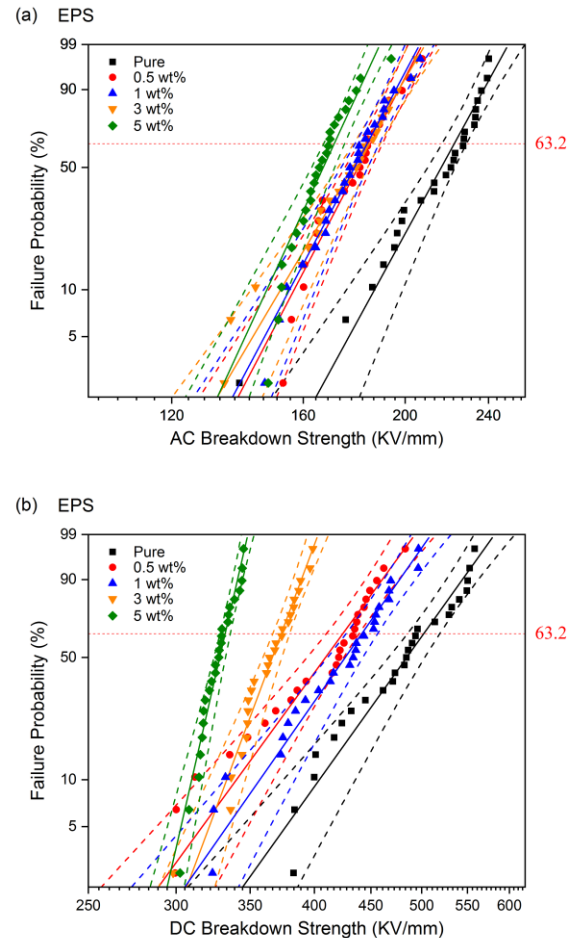 (a) EPS
99
90
50
10
5
Failure Probability (%)
Pure
0.5 wt%
1 wt%
3 wt%
5 wt%
63.2
120 160 200 240
AC Breakdown Strength (KV/mm)
(b) EPS
99
90
50
10
5
Failure Probability (%)
Pure
0.5 wt%
1 wt%
3 wt%
5 wt%
63.2
250 300 350 400 450 500 550 600
DC Breakdown Strength (KV/mm)